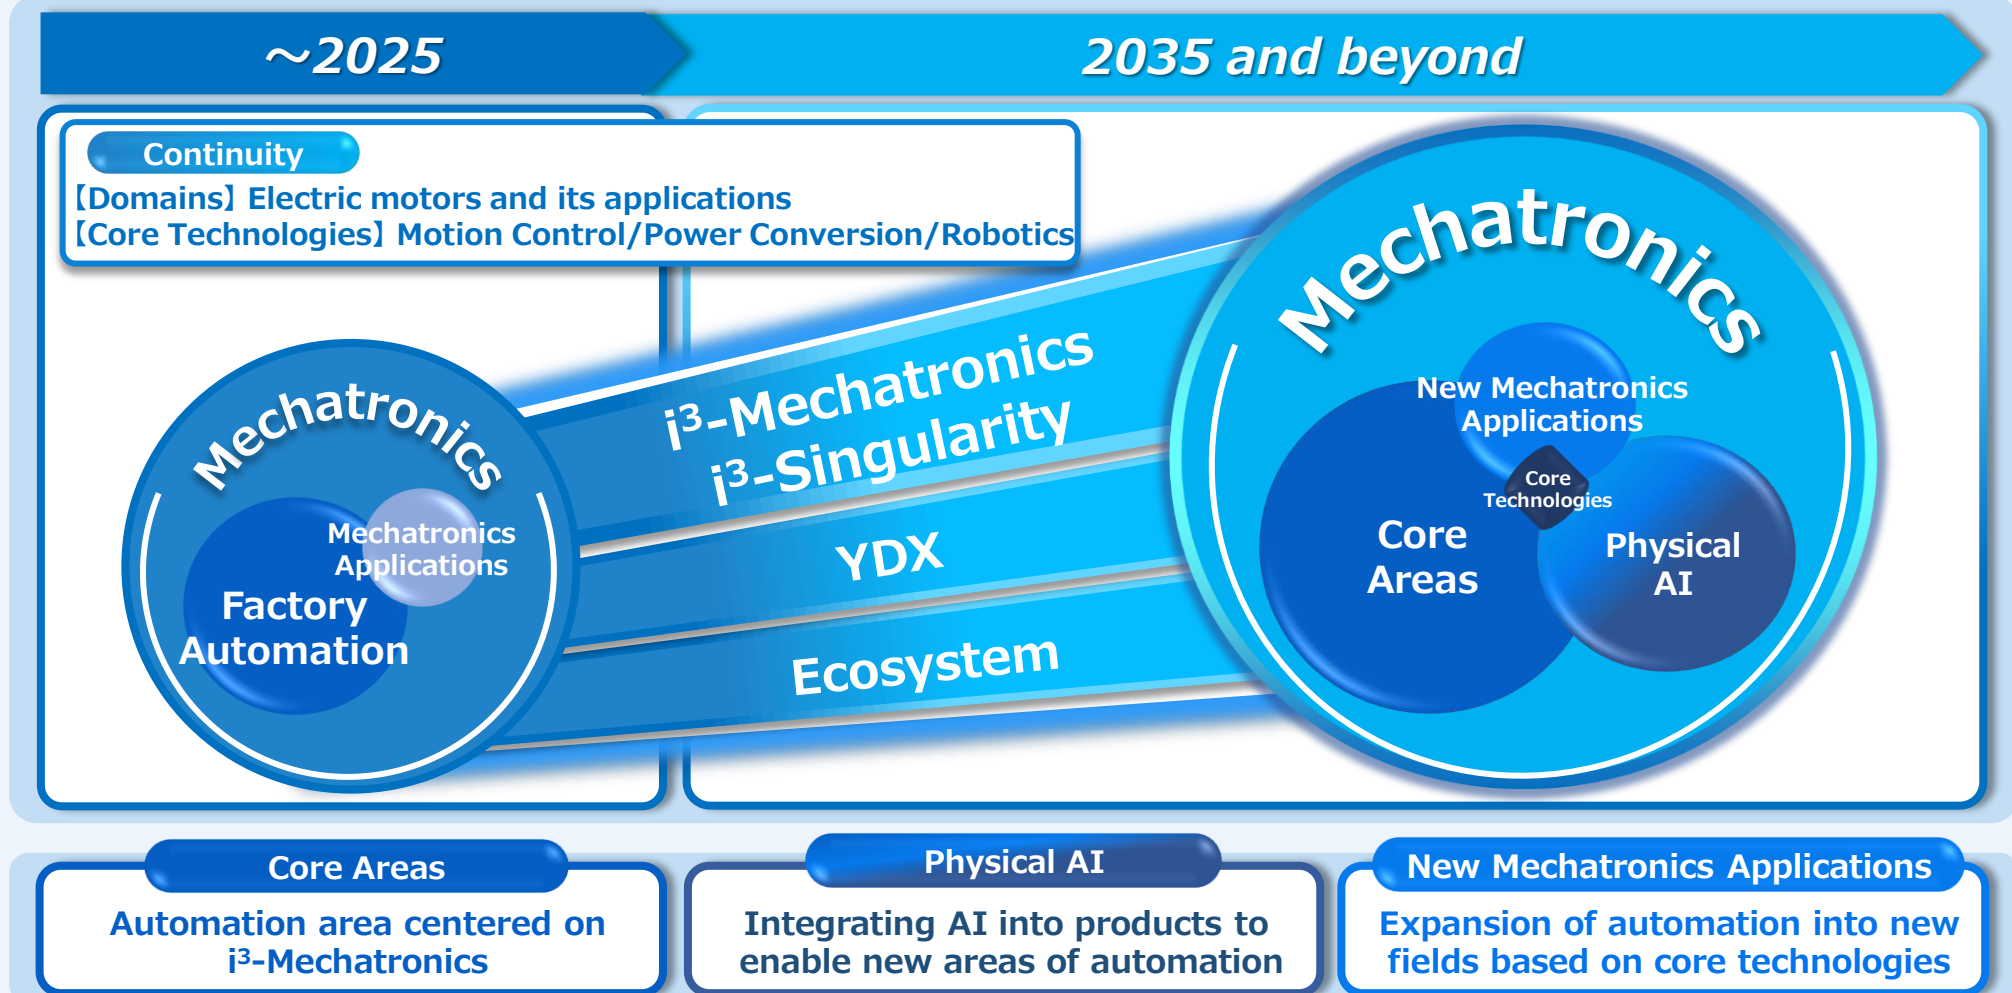 ～2025
2035 and beyond
Continuity
【Domains】Electric motors and its applications
【Core Technologies】Motion Control/Power Conversion/Robotics
Mechatronics
Mechatronics
Applications
Factory
Automation
i³-Mechatronics
i³-Singularity
YDX
Ecosystem
Mechatronics
New Mechatronics
Applications
Core
Technologies
Core
Areas
Physical
AI
Core Areas
Automation area centered on
i³-Mechatronics
Physical AI
Integrating AI into products to
enable new areas of automation
New Mechatronics Applications
Expansion of automation into new
fields based on core technologies